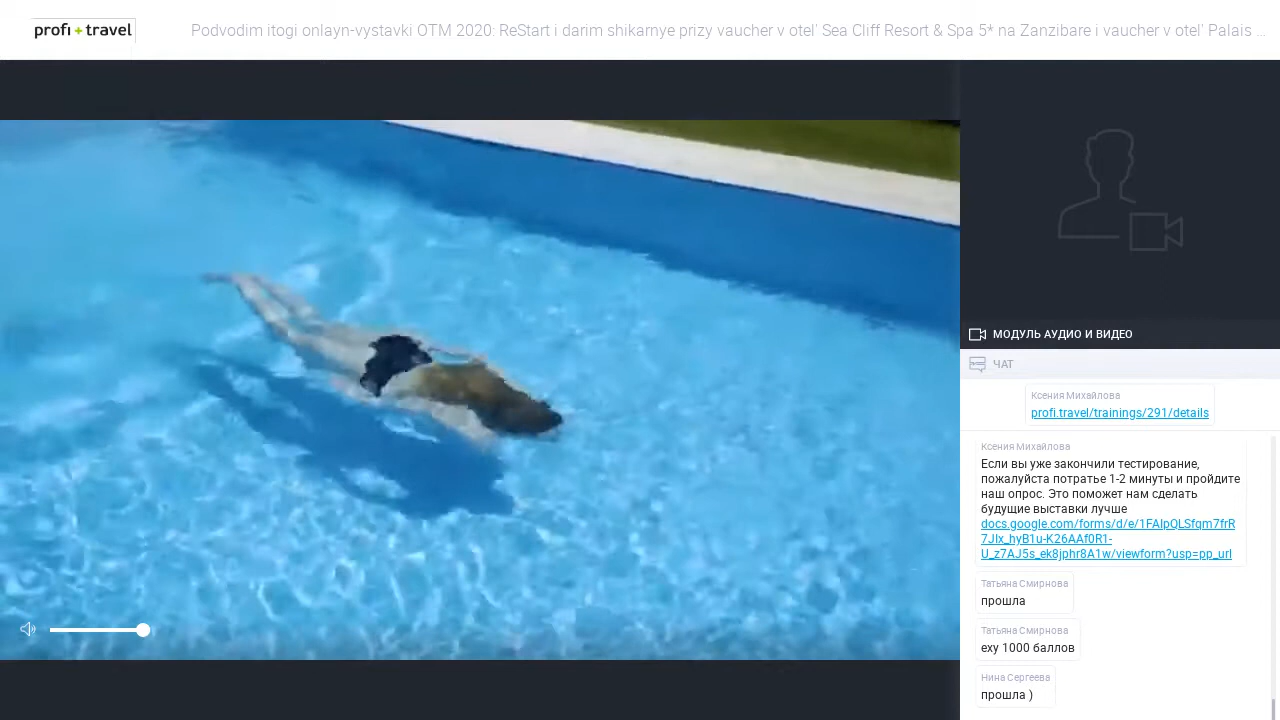 profi + travel
Podvodim itogi onlayn-vystavki OTM 2020: ReStart i darim shikarnye prizy vaucher v otel' Sea Cliff Resort & Spa 5* na Zanzibare i vaucher v otel' Palais ...
МОДУЛЬ АУДИО И ВИДЕО
ЧАТ
Ксения Михайлова
profi.travel/trainings/291/details
Ксения Михайлова
Если вы уже закончили тестирование,
пожалуйста потратье 1-2 минуты и пройдите
наш опрос. Это поможет нам сделать
будущие выставки лучше
docs.google.com/forms/d/e/1FAIpQLSfqm7frR
7JIx_hyB1u-K26AAf0R1-
U_z7AJ5s_ek8jphr8A1w/viewform?usp=pp_url
Татьяна Смирнова
прошла
Татьяна Смирнова
еху 1000 баллов
Нина Сергеева
прошла )